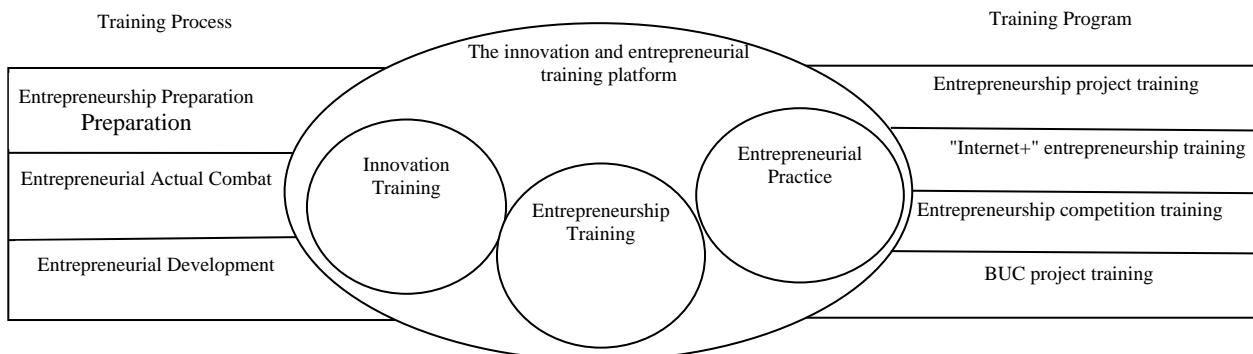 Training Process
Training Program
The innovation and entrepreneurial
training platform
Entrepreneurship Preparation
Preparation
Entrepreneurial Actual Combat
Entrepreneurial Development
Innovation
Training
Entrepreneurship
Training
Entrepreneurial
Practice
Entrepreneurship project training
"Internet+" entrepreneurship training
Entrepreneurship competition training
BUC project training